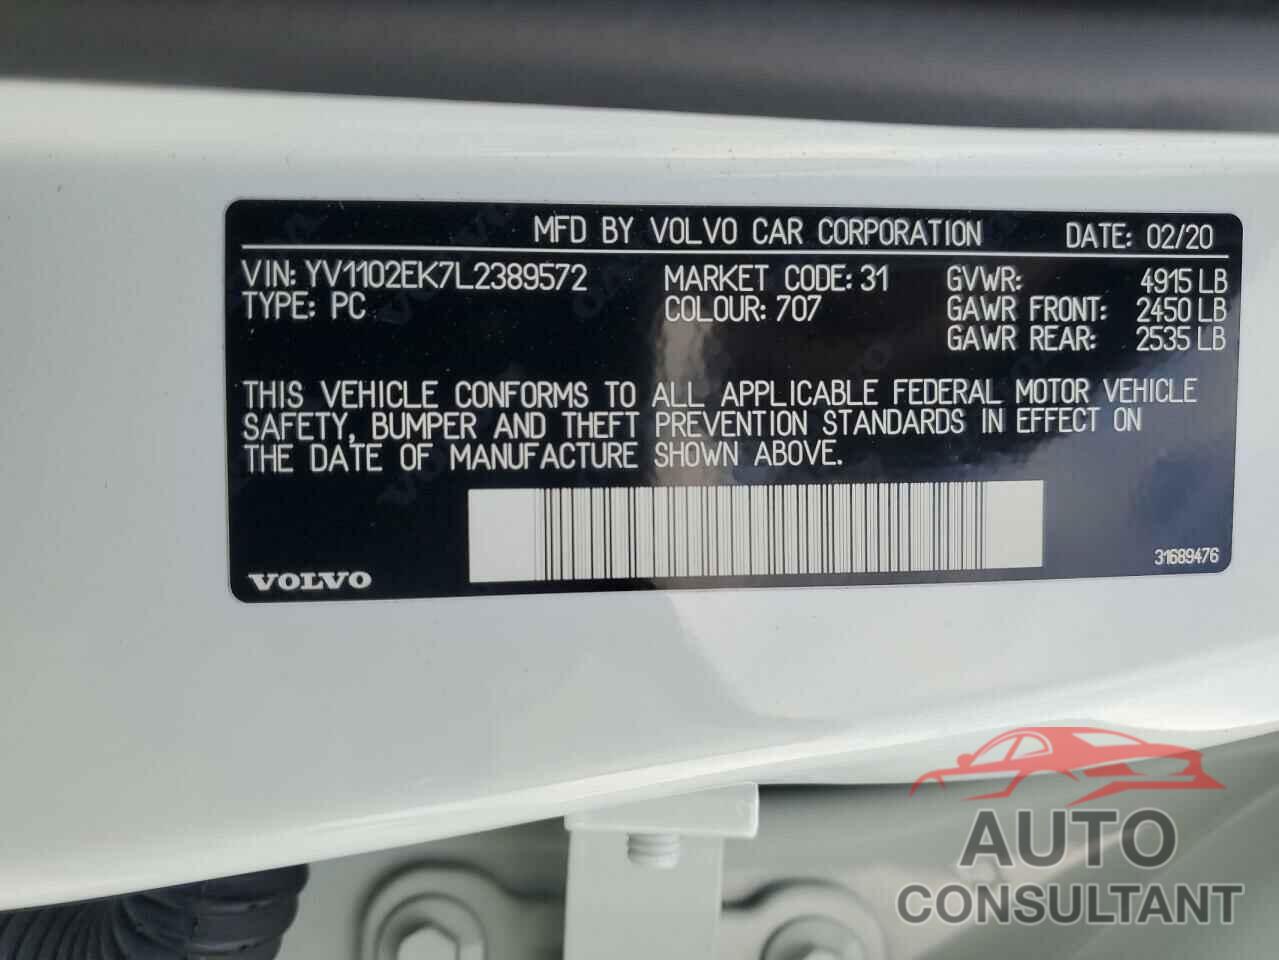 MFD BY VOLVO CAR CORPORATION DATE: 02/20
VIN: YV1102EK7L2389572 MARKET CODE: 31 GVWR: 4915 LB
TYPE: PC COLOUR: 707 GAWR FRONT: 2450 LB
GAWR REAR: 2535 LB
THIS VEHICLE CONFORMS TO ALL APPLICABLE FEDERAL MOTOR VEHICLE
SAFETY, BUMPER AND THEFT PREVENTION STANDARDS IN EFFECT ON
THE DATE OF MANUFACTURE SHOWN ABOVE.
VOLVO 31689476
AUTO
CONSULTANT